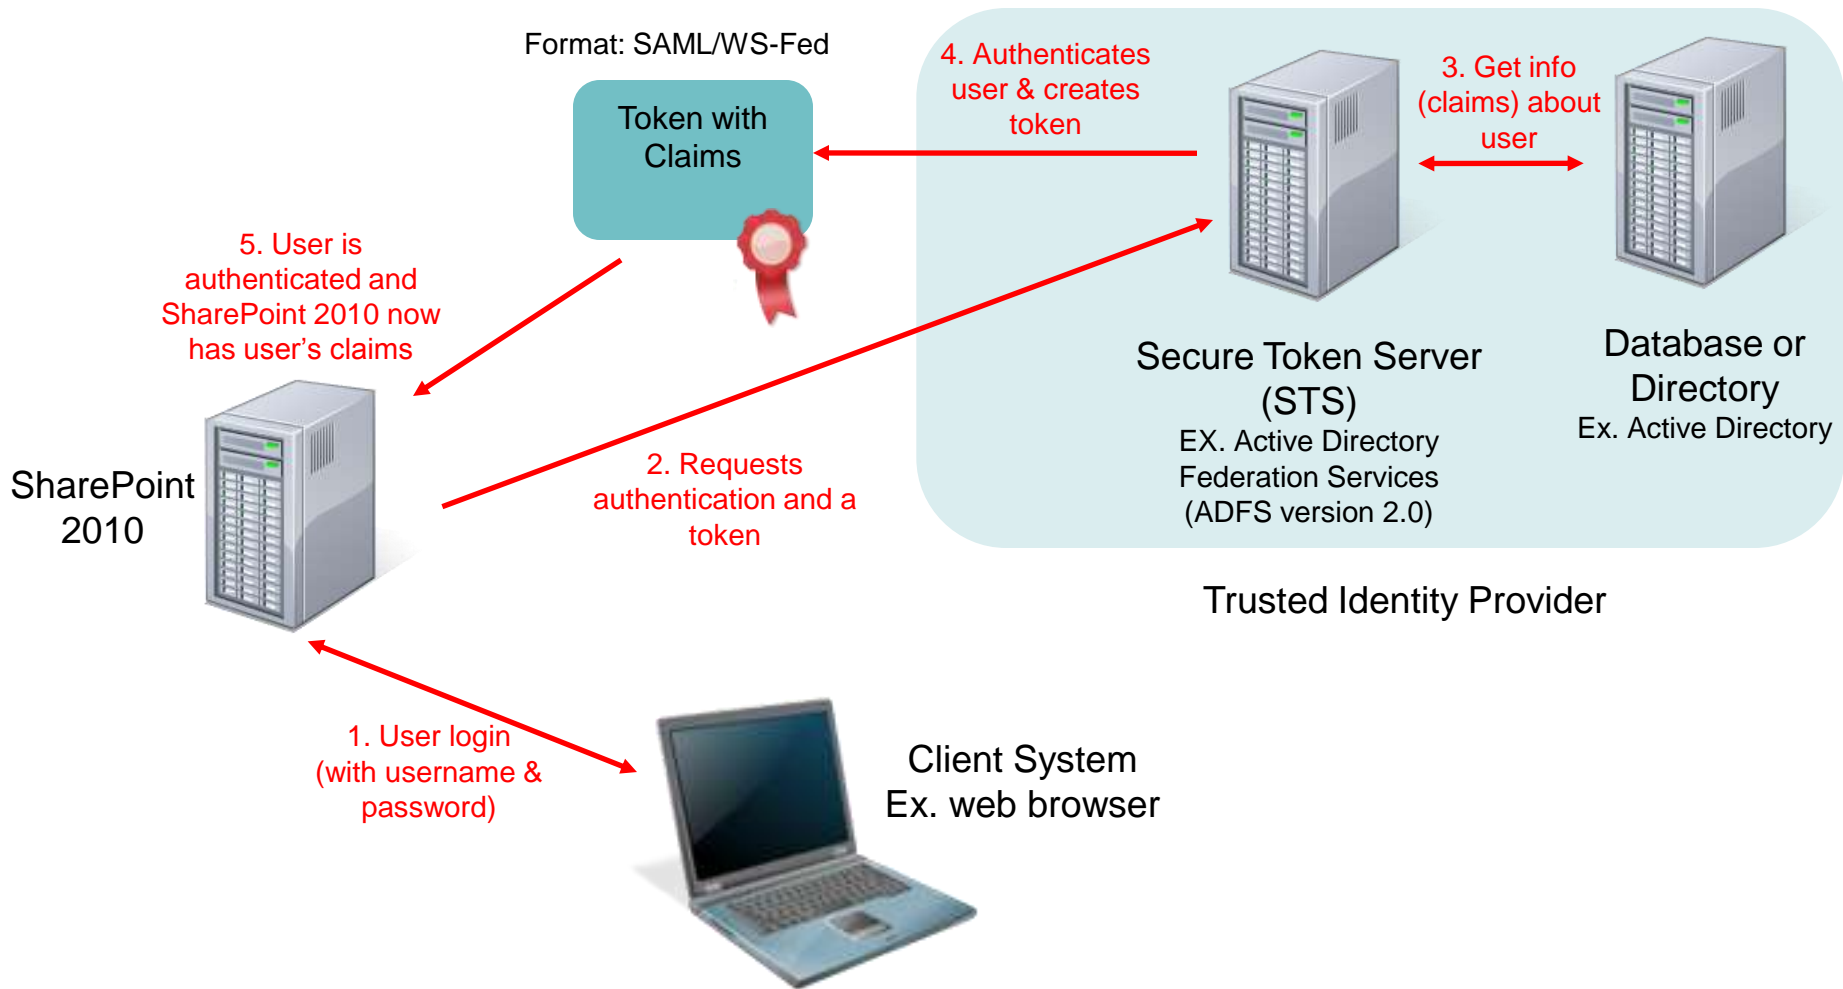 Format: SAML/WS-Fed
Token with
Claims
4. Authenticates
user & creates
token
3. Get info
(claims) about
user
5. User is
authenticated and
SharePoint 2010 now
has user’s claims
Secure Token Server
(STS)
EX. Active Directory
Federation Services
(ADFS version 2.0)
Database or
Directory
Ex. Active Directory
SharePoint
2010
2. Requests
authentication and a
token
Trusted Identity Provider
1. User login
(with username &
password)
Client System
Ex. web browser